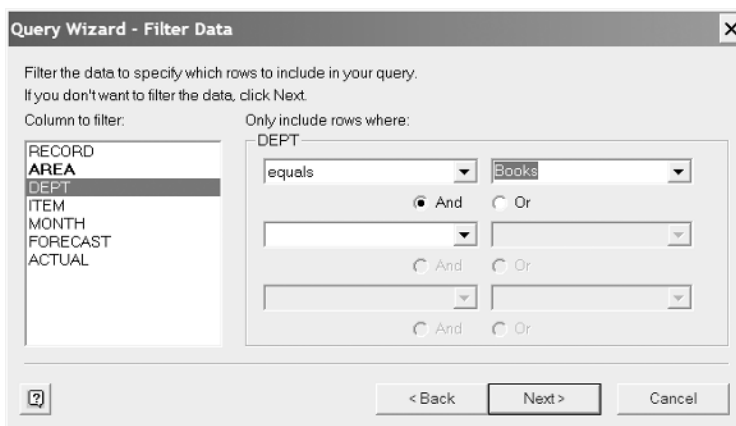 Query Wizard - Filter Data
Filter the data to specify which rows to include in your query.
If you don't want to filter the data, click Next.
Column to filter:
Only include rows where:
RECORD
AREA
DEPT
ITEM
MONTH
FORECAST
ACTUAL
DEPT
equals Books
And Or
And Or
And Or
< Back Next > Cancel